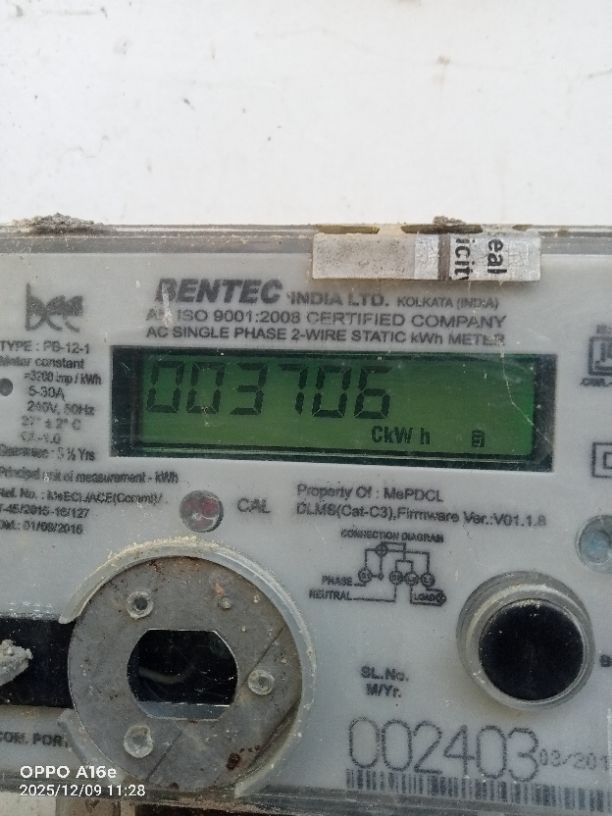 eal
icit
BENTEC INDIA LTD. KOLKATA (INDIA)
AN ISO 9001:2008 CERTIFIED COMPANY
AC SINGLE PHASE 2-WIRE STATIC kWh METER
TYPE : PB-12-1
Meter constant
=3200 imp / kWh
5-30A
240V, 50Hz
27° ± 2° C
Guarantee : 5 ½ Yrs
003706
CkWh
Principal unit of measurement - kWh
CAL
Property Of : MePDCL
DLMS(Cat-C3),Firmware Ver.:V01.1.8
CONNECTION DIAGRAM
PHASE
NEUTRAL
LOAD
SL.No.
M/Yr.
002403 03/201
COM. PORT
OPPO A16e
2025/12/09 11:28